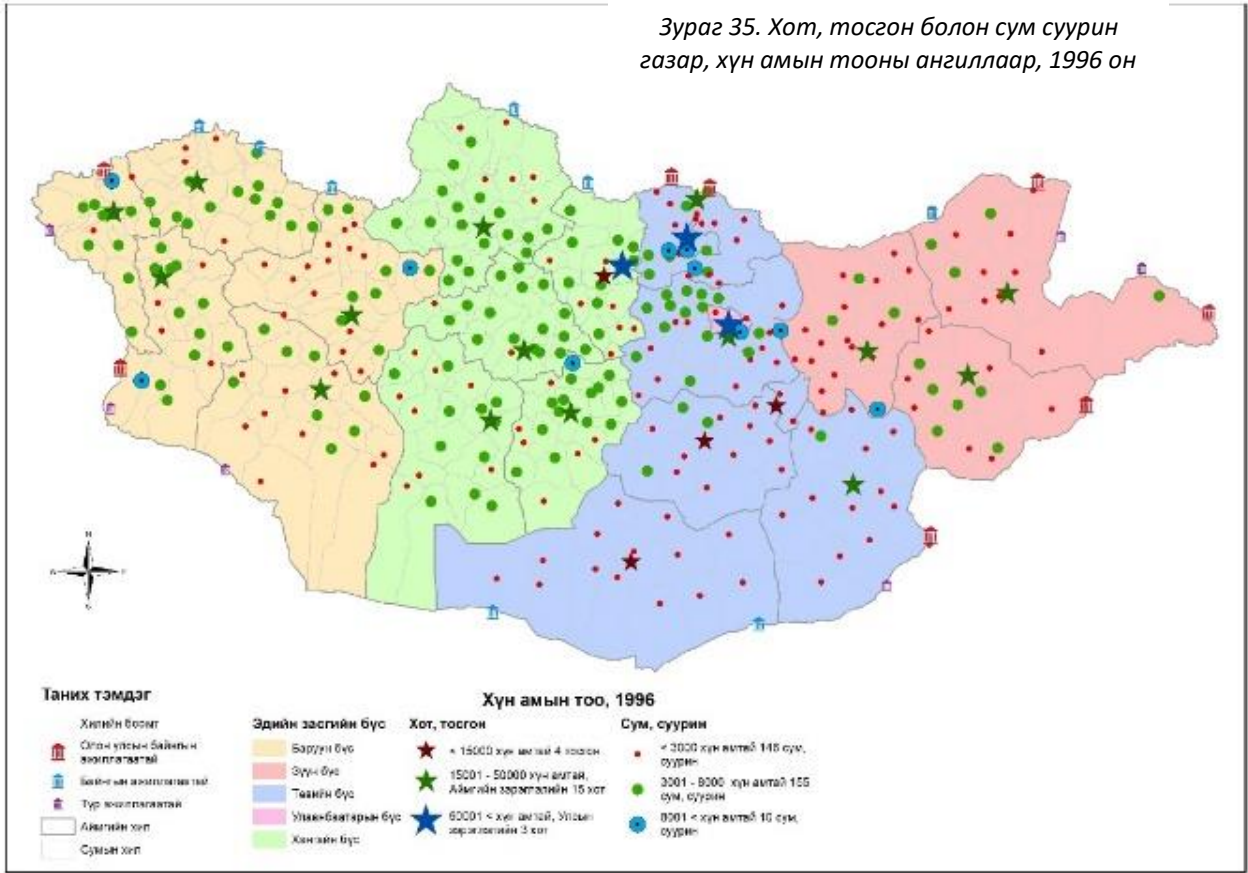 Зураг 35. Хот, тосгон болон сум суурин
газар, хүн амын тооны ангиллаар, 1996 он
Таних тэмдэг
Хилийн боомт
Олон улсын байнгын
ажиллагаатай
Байнгын ажиллагаатай
Түр ажиллагаатай
Аймгийн хил
Сумын хил
Хүн амын тоо, 1996
Эдийн засгийн бүс
Баруун бүс
Зүүн бүс
Төвийн бүс
Улаанбаатарын бүс
Хангайн бүс
Хот, тосгон
< 15000 хүн амтай 4 тосгон
15001 - 50000 хүн амтай,
Аймгийн зэрэглэлийн 15 хот
< хүн амтай, Улсын
зэрэглэлийн 3 хот
Сум, суурин
< 3000 хүн амтай 146 сум,
суурин
3001 - 8000 хүн амтай 155
сум, суурин
8001 < хүн амтай 10 сум,
суурин